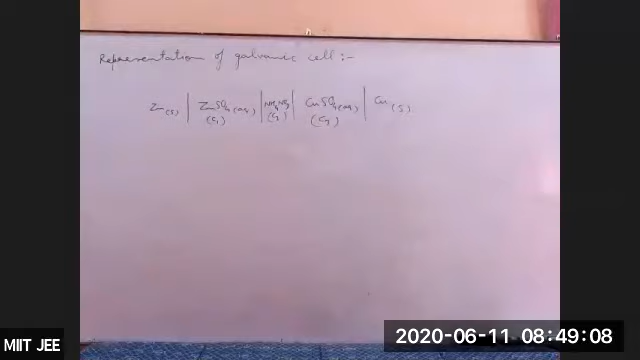 Representation of galvanic cell :-
Zn (s) | ZnSO4 (aq) | NH4NO3 | CuSO4 (aq) | Cu (s)
(C1) (C3) (C2)
MIIT JEE
2020-06-11 08:49:08